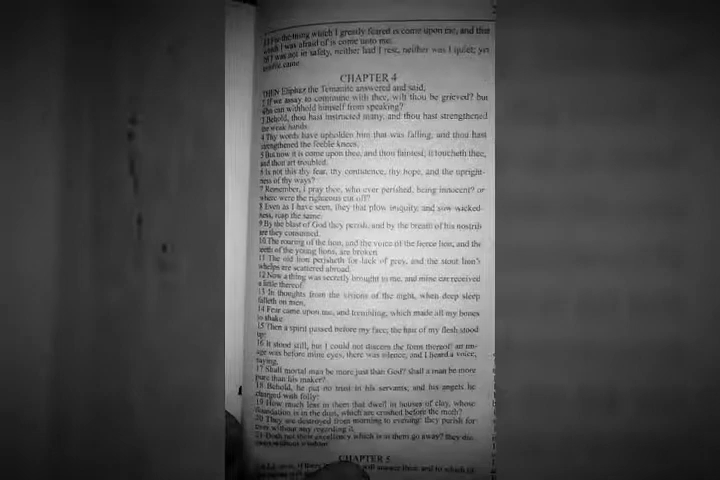 25 For the thing which I greatly feared is come upon me, and that
which I was afraid of is come unto me.
26 I was not in safety, neither had I rest, neither was I quiet; yet
trouble came.
CHAPTER 4
THEN Eliphaz the Temanite answered and said,
2 If we assay to commune with thee, wilt thou be grieved? but
who can withhold himself from speaking?
3 Behold, thou hast instructed many, and thou hast strengthened
the weak hands.
4 Thy words have upholden him that was falling, and thou hast
strengthened the feeble knees.
5 But now it is come upon thee, and thou faintest; it toucheth thee,
and thou art troubled.
6 Is not this thy fear, thy confidence, thy hope, and the upright-
ness of thy ways?
7 Remember, I pray thee, who ever perished, being innocent? or
where were the righteous cut off?
8 Even as I have seen, they that plow iniquity, and sow wicked-
ness, reap the same.
9 By the blast of God they perish, and by the breath of his nostrils
are they consumed.
10 The roaring of the lion, and the voice of the fierce lion, and the
teeth of the young lions, are broken.
11 The old lion perisheth for lack of prey, and the stout lion's
whelps are scattered abroad.
12 Now a thing was secretly brought to me, and mine ear received
a little thereof.
13 In thoughts from the visions of the night, when deep sleep
falleth on men,
14 Fear came upon me, and trembling, which made all my bones
to shake.
15 Then a spirit passed before my face; the hair of my flesh stood
up:
16 It stood still, but I could not discern the form thereof: an im-
age was before mine eyes, there was silence, and I heard a voice,
saying,
17 Shall mortal man be more just than God? shall a man be more
pure than his maker?
18 Behold, he put no trust in his servants; and his angels he
charged with folly:
19 How much less in them that dwell in houses of clay, whose
foundation is in the dust, which are crushed before the moth?
20 They are destroyed from morning to evening: they perish for
ever without any regarding it.
21 Doth not their excellency which is in them go away? they die,
even without wisdom.
CHAPTER 5